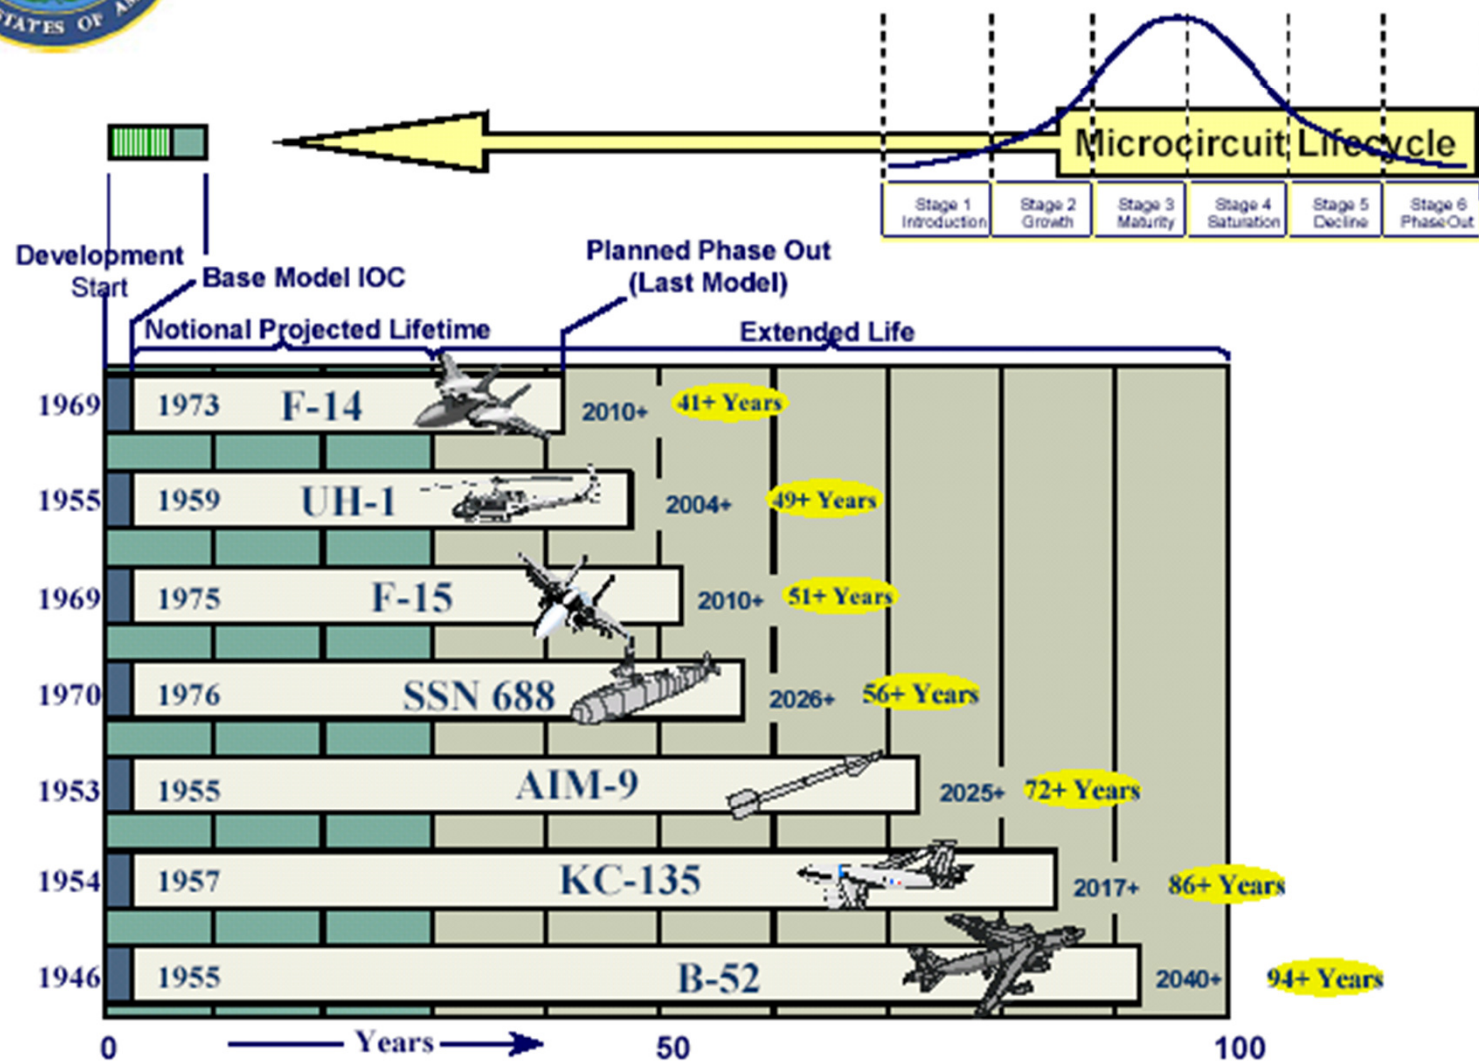 STATES OF AM
Microcircuit Lifecycle
Stage 1
Introduction
Stage 2
Growth
Stage 3
Maturity
Stage 4
Saturation
Stage 5
Decline
Stage 6
PhaseOut
Development
Start
Base Model IOC
Planned Phase Out
(Last Model)
Notional Projected Lifetime
Extended Life
1969 1973 F-14 2010+ 41+ Years
1955 1959 UH-1 2004+ 49+ Years
1969 1975 F-15 2010+ 51+ Years
1970 1976 SSN 688 2026+ 56+ Years
1953 1955 AIM-9 2025+ 72+ Years
1954 1957 KC-135 2017+ 86+ Years
1946 1955 B-52 2040+ 94+ Years
0 Years 50 100